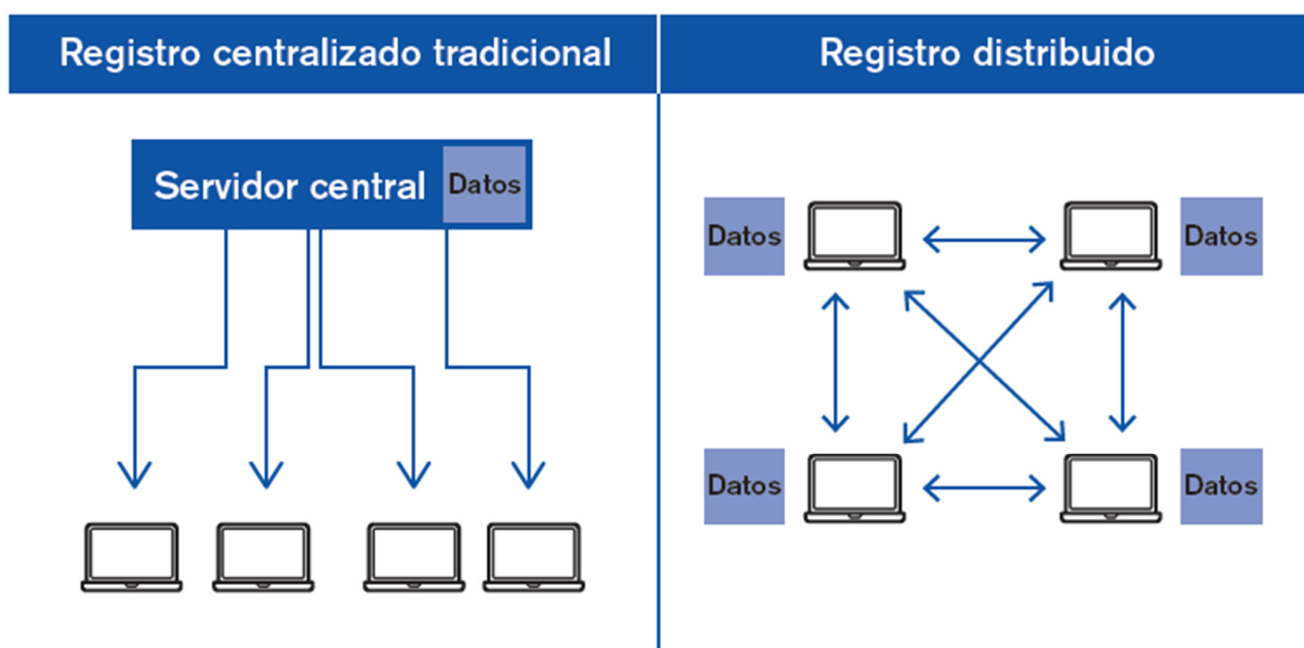 Registro centralizado tradicional
Registro distribuido
Servidor central
Datos
Datos
Datos
Datos
Datos